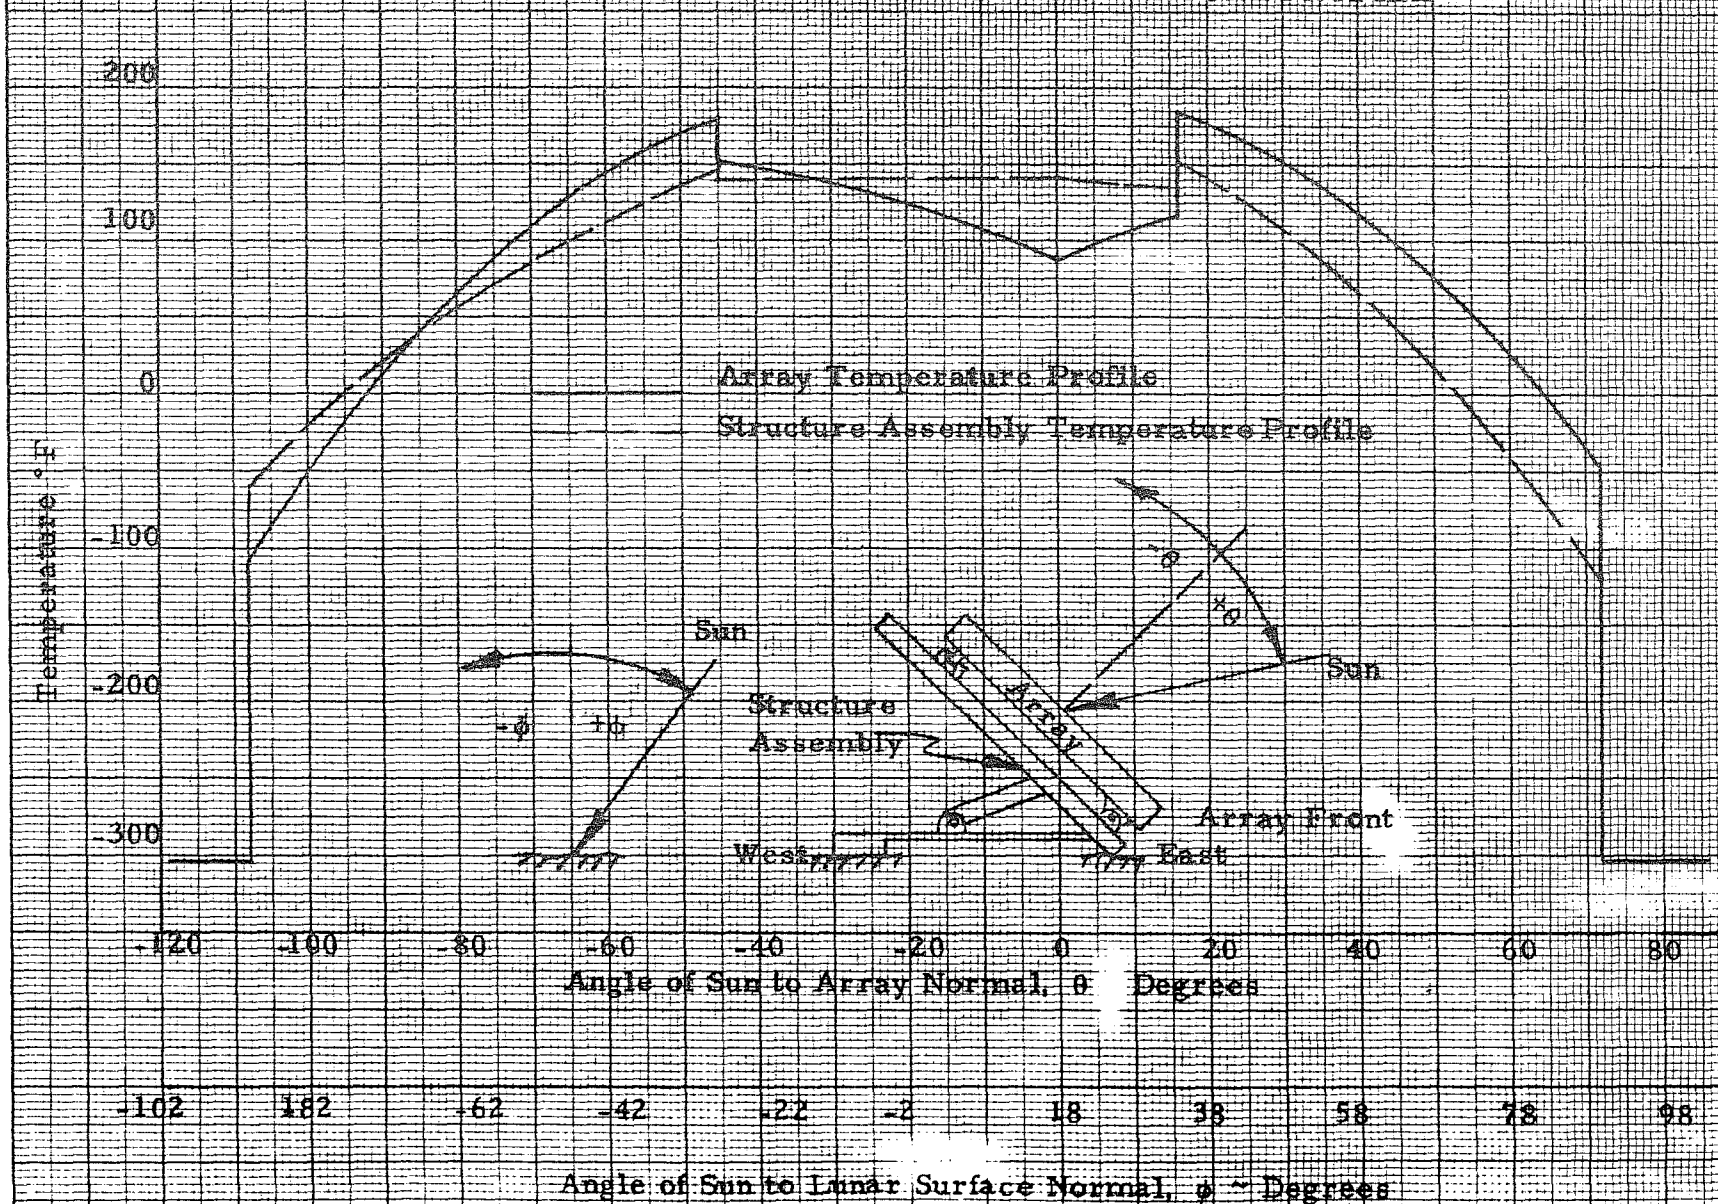 200
100
0
-100
-200
-300
Temperature °F
Array Temperature Profile
Structure Assembly Temperature Profile
-θ
+θ
Sun
Sun
-φ
+φ
Structure
Assembly
Array
Array Front
West
East
-120 -100 -80 -60 -40 -20 0 20 40 60 80
Angle of Sun to Array Normal, θ Degrees
-102 182 -62 -42 -22 -2 18 38 58 78 98
Angle of Sun to Lunar Surface Normal, φ ~ Degrees